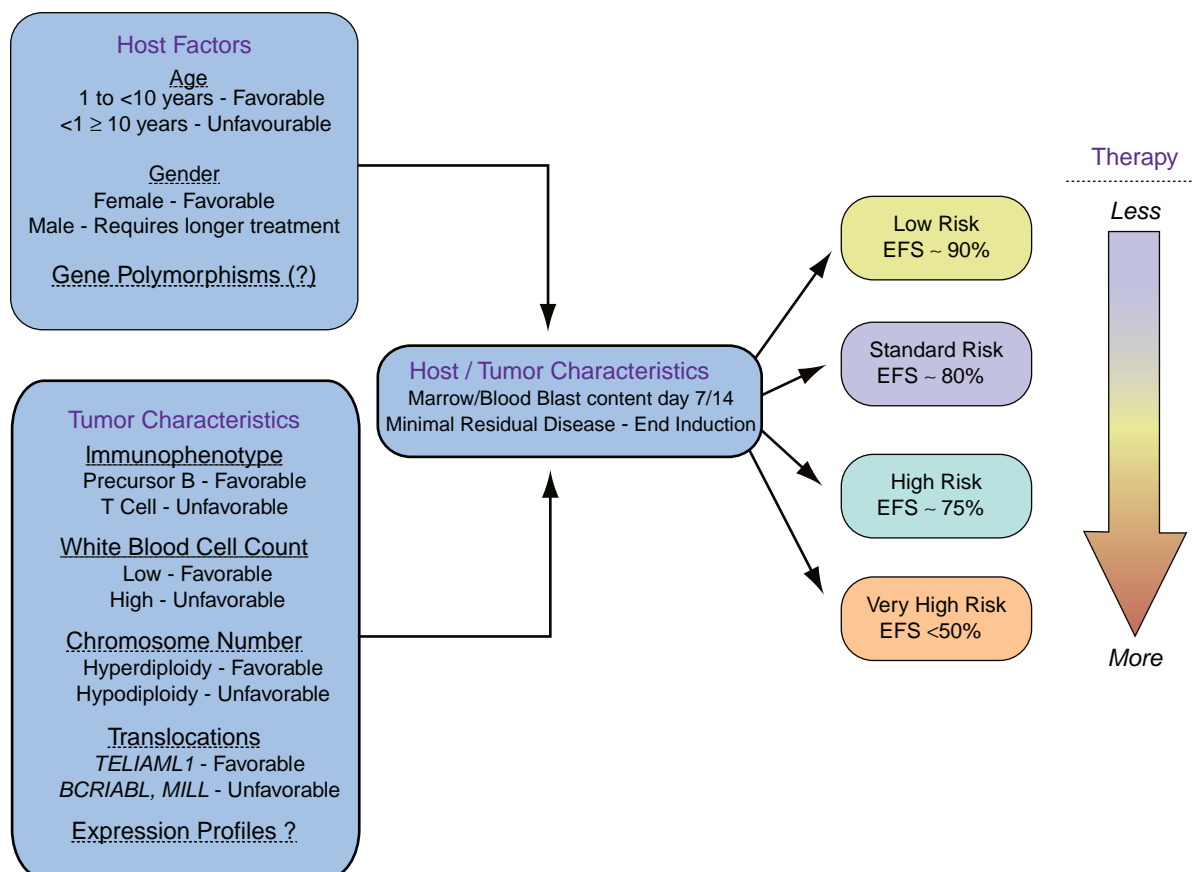 Host Factors
Age
1 to <10 years - Favorable
<1 ≥ 10 years - Unfavourable
Gender
Female - Favorable
Male - Requires longer treatment
Gene Polymorphisms (?)
Tumor Characteristics
Immunophenotype
Precursor B - Favorable
T Cell - Unfavorable
White Blood Cell Count
Low - Favorable
High - Unfavorable
Chromosome Number
Hyperdiploidy - Favorable
Hypodiploidy - Unfavorable
Translocations
TELIAML1 - Favorable
BCRIABL, MILL - Unfavorable
Expression Profiles ?
Host / Tumor Characteristics
Marrow/Blood Blast content day 7/14
Minimal Residual Disease - End Induction
Low Risk
EFS ~ 90%
Standard Risk
EFS ~ 80%
High Risk
EFS ~ 75%
Very High Risk
EFS <50%
Therapy
Less
More